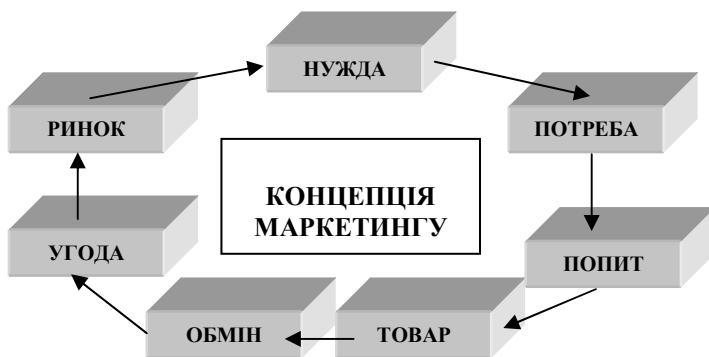 НУЖДА
РИНОК
ПОТРЕБА
КОНЦЕПЦІЯ
МАРКЕТИНГУ
УГОДА
ПОПИТ
ОБМІН
ТОВАР